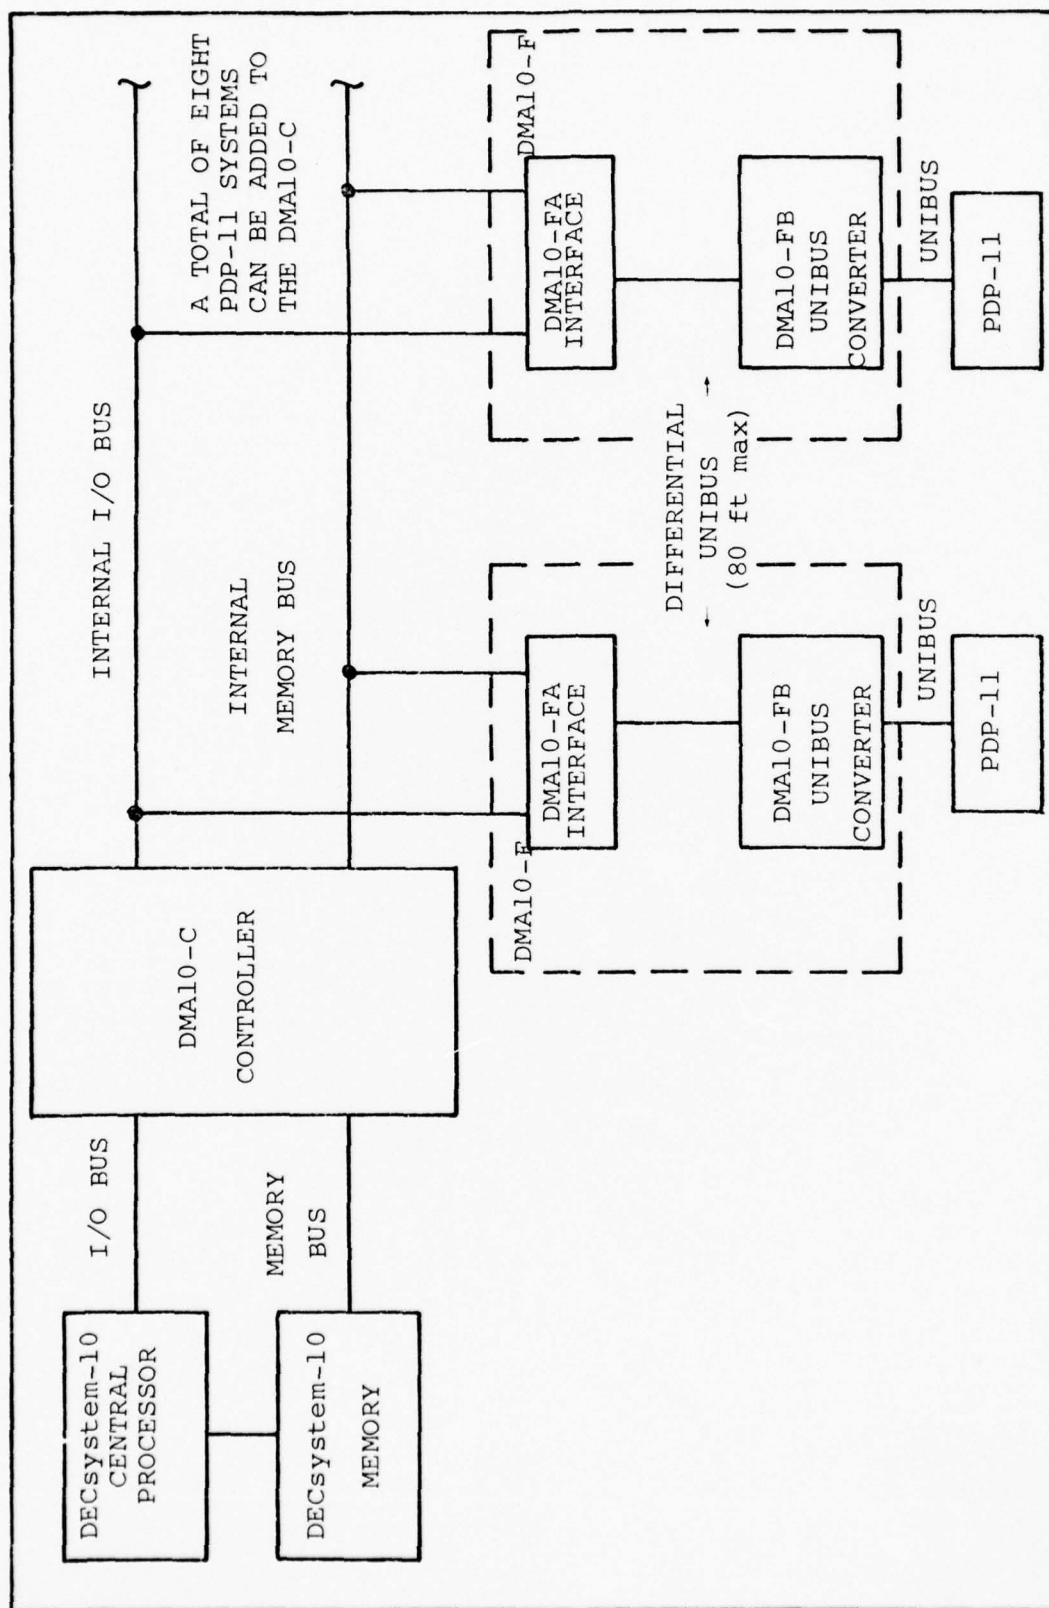 DECsystem-10
CENTRAL
PROCESSOR
DECsystem-10
MEMORY
I/O BUS
MEMORY
BUS
DMA10-C
CONTROLLER
INTERNAL I/O BUS
INTERNAL
MEMORY BUS
A TOTAL OF EIGHT
PDP-11 SYSTEMS
CAN BE ADDED TO
THE DMA10-C
DMA10-F
DMA10-FA
INTERFACE
DMA10-FB
UNIBUS
CONVERTER
UNIBUS
PDP-11
DIFFERENTIAL
UNIBUS
(80 ft max)
DMA10-F
DMA10-FA
INTERFACE
DMA10-FB
UNIBUS
CONVERTER
UNIBUS
PDP-11